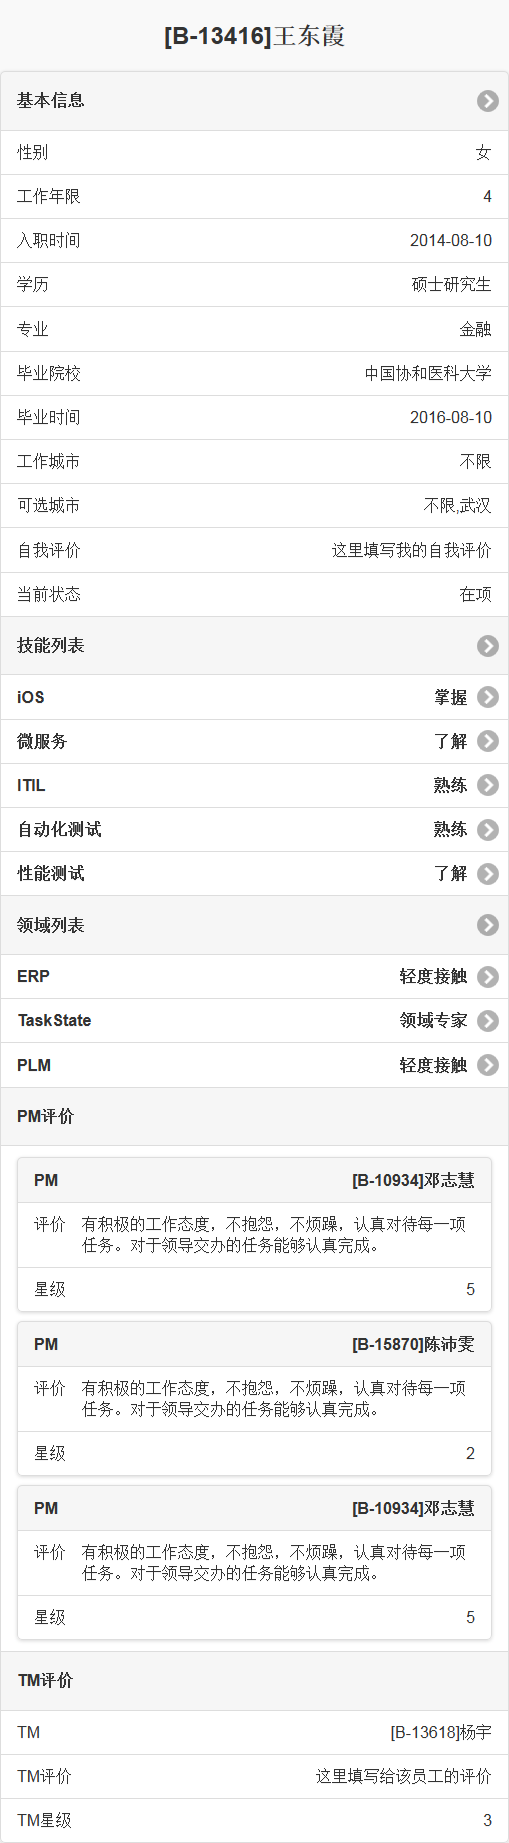 [B-13416]王东霞
基本信息
性别 女
工作年限 4
入职时间 2014-08-10
学历 硕士研究生
专业 金融
毕业院校 中国协和医科大学
毕业时间 2016-08-10
工作城市 不限
可选城市 不限,武汉
自我评价 这里填写我的自我评价
当前状态 在项
技能列表
iOS 掌握
微服务 了解
ITIL 熟练
自动化测试 熟练
性能测试 了解
领域列表
ERP 轻度接触
TaskState 领域专家
PLM 轻度接触
PM评价
PM [B-10934]邓志慧
评价 有积极的工作态度，不抱怨，不烦躁，认真对待每一项
任务。对于领导交办的任务能够认真完成。
星级 5
PM [B-15870]陈沛雯
评价 有积极的工作态度，不抱怨，不烦躁，认真对待每一项
任务。对于领导交办的任务能够认真完成。
星级 2
PM [B-10934]邓志慧
评价 有积极的工作态度，不抱怨，不烦躁，认真对待每一项
任务。对于领导交办的任务能够认真完成。
星级 5
TM评价
TM [B-13618]杨宇
TM评价 这里填写给该员工的评价
TM星级 3